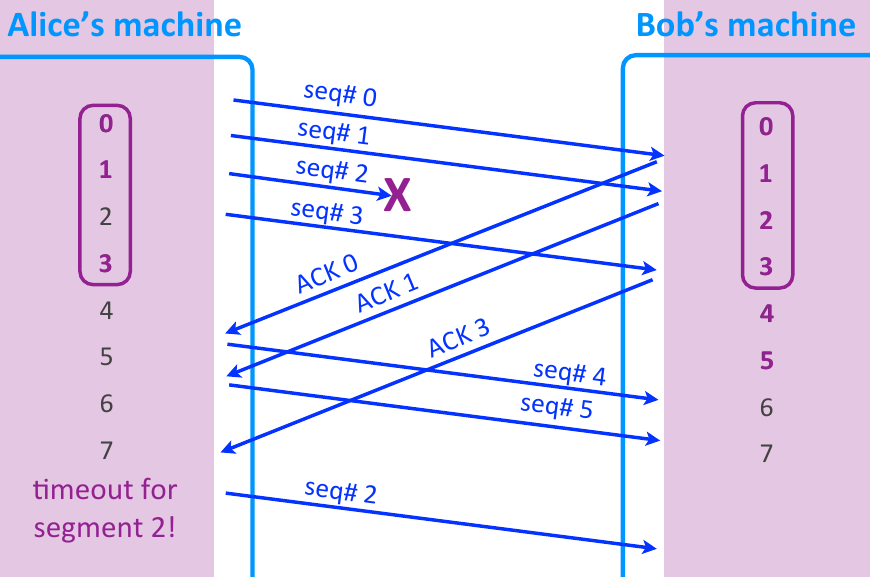 Alice's machine
Bob's machine
seq# 0
seq# 1
seq# 2
seq# 3
ACK 0
ACK 1
ACK 3
seq# 4
seq# 5
seq# 2
0
1
2
3
4
5
6
7
timeout for
segment 2!
0
1
2
3
4
5
6
7
X